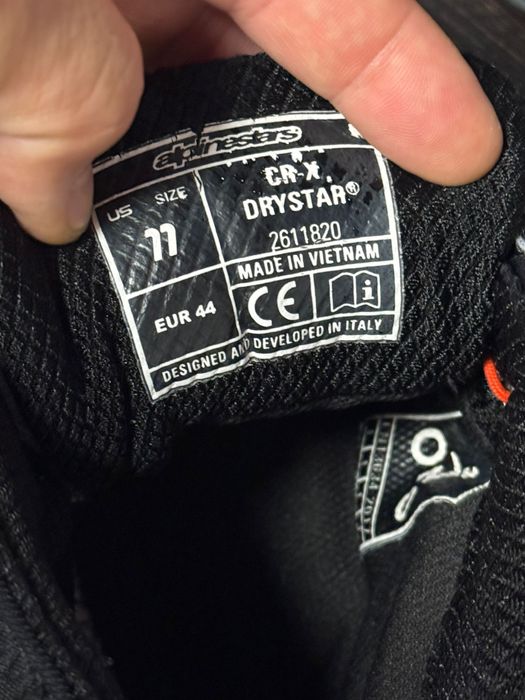 alpinestars
US SIZE
11
EUR 44
CR-X
DRYSTAR®
2611820
MADE IN VIETNAM
CE
i
DESIGNED AND DEVELOPED IN ITALY